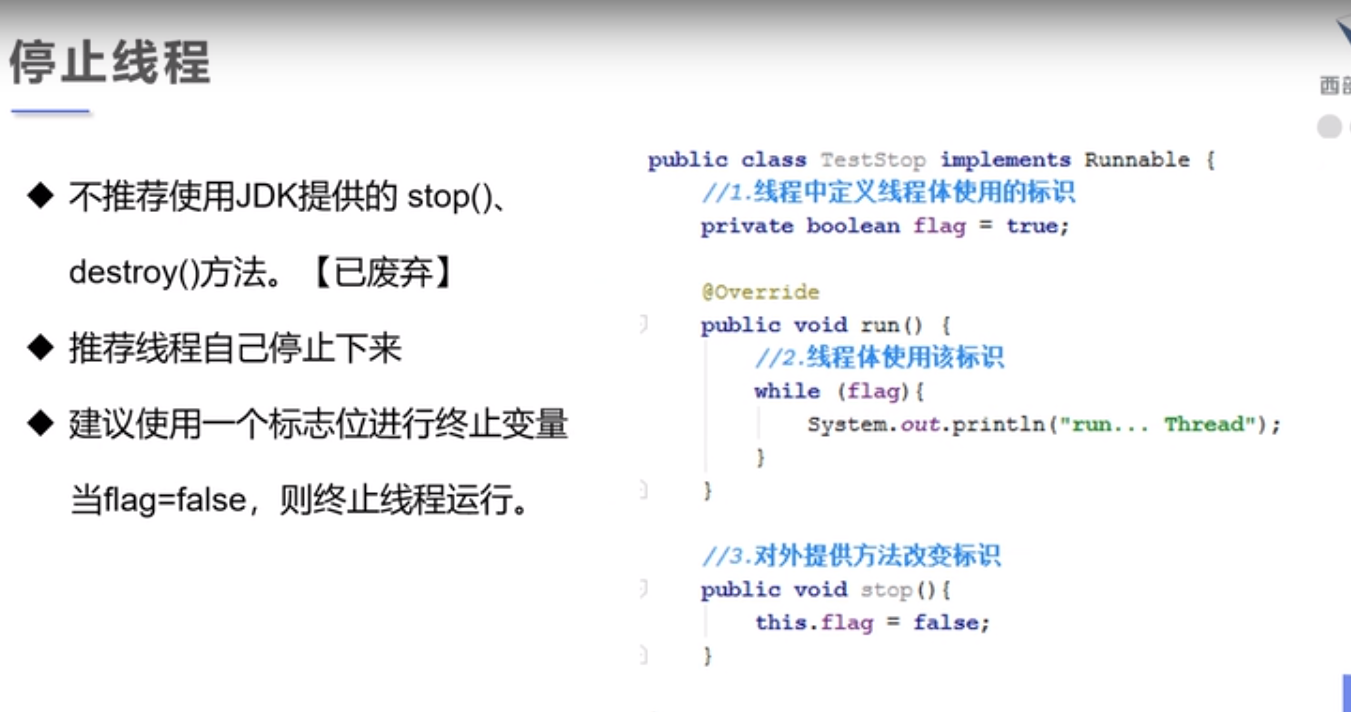 停止线程
西部
◆ 不推荐使用JDK提供的 stop()、
destroy()方法。【已废弃】
◆ 推荐线程自己停止下来
◆ 建议使用一个标志位进行终止变量
当flag=false，则终止线程运行。
public class TestStop implements Runnable {
//1.线程中定义线程体使用的标识
private boolean flag = true;
@Override
public void run() {
//2.线程体使用该标识
while (flag){
System.out.println("run... Thread");
}
}
//3.对外提供方法改变标识
public void stop(){
this.flag = false;
}